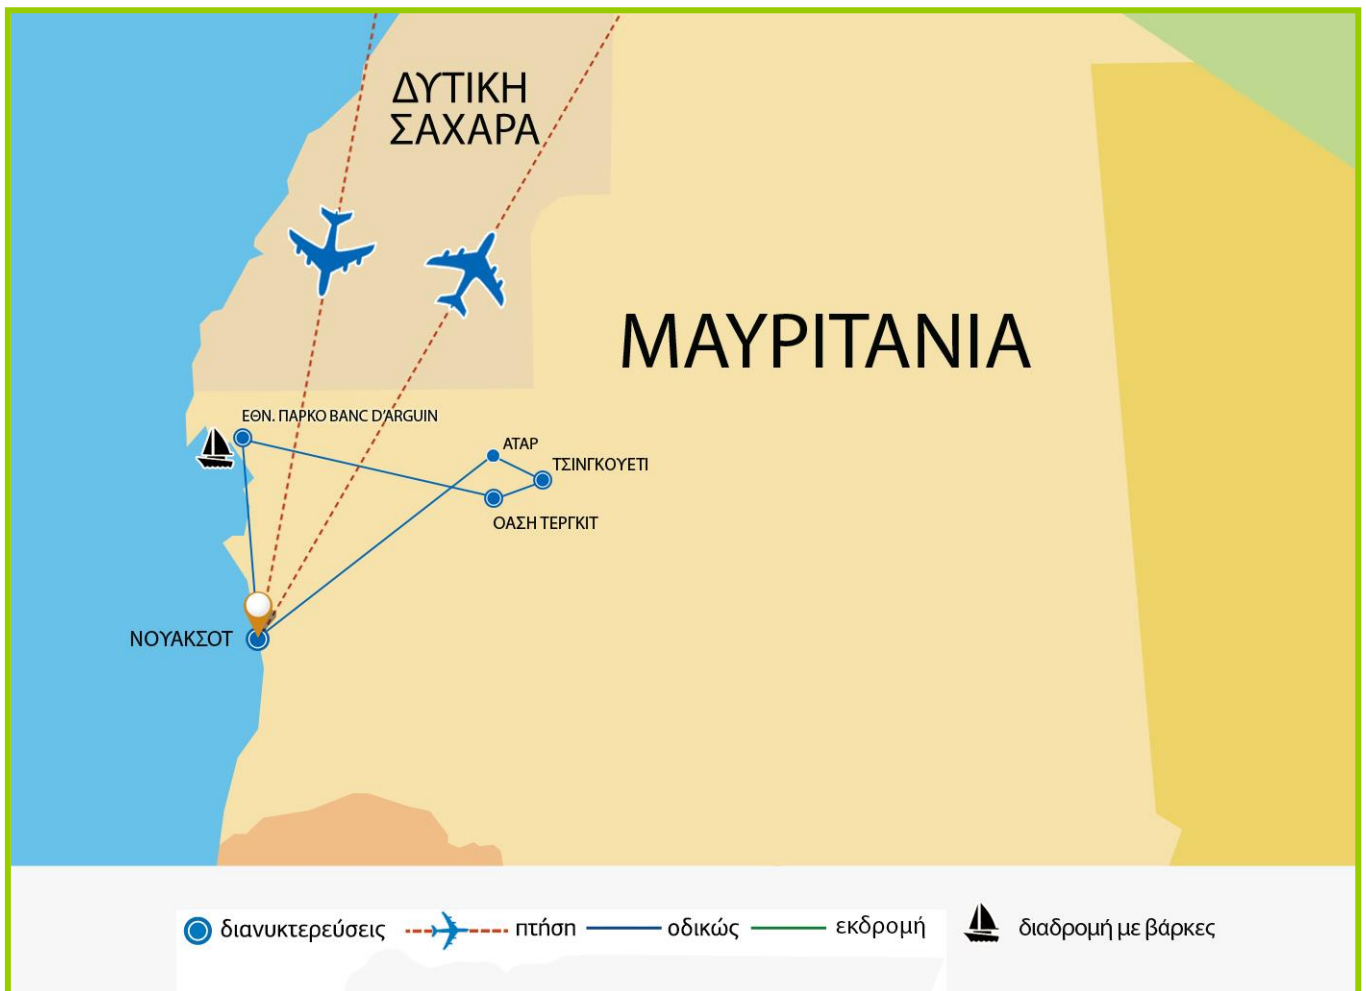 ΔΥΤΙΚΗ
ΣΑΧΑΡΑ
ΜΑΥΡΙΤΑΝΙΑ
ΕΘΝ. ΠΑΡΚΟ BANC D'ARGUIN
ΑΤΑΡ
ΤΣΙΝΓΚΟΥΕΤΙ
ΟΑΣΗ ΤΕΡΓΚΙΤ
ΝΟΥΑΚΣΟΤ
διανυκτερεύσεις πτήση οδικώς εκδρομή διαδρομή με βάρκες